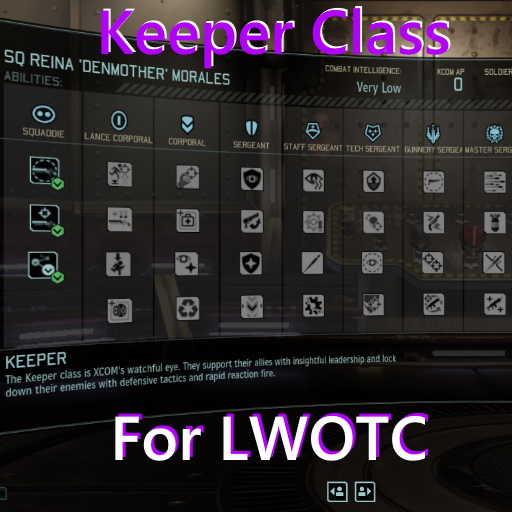 Keeper Class
SQ REINA 'DENMOTHER' MORALES
ABILITIES:
COMBAT INTELLIGENCE:
Very Low
XCOM AP
0
SOLDIER
SQUADDIE
LANCE CORPORAL
CORPORAL
SERGEANT
STAFF SERGEANT
TECH SERGEANT
GUNNERY SERGEA
MASTER SERG
KEEPER
The Keeper class is XCOM's watchful eye. They support their allies with insightful leadership and lock
down their enemies with defensive tactics and rapid reaction fire.
For LWOTC